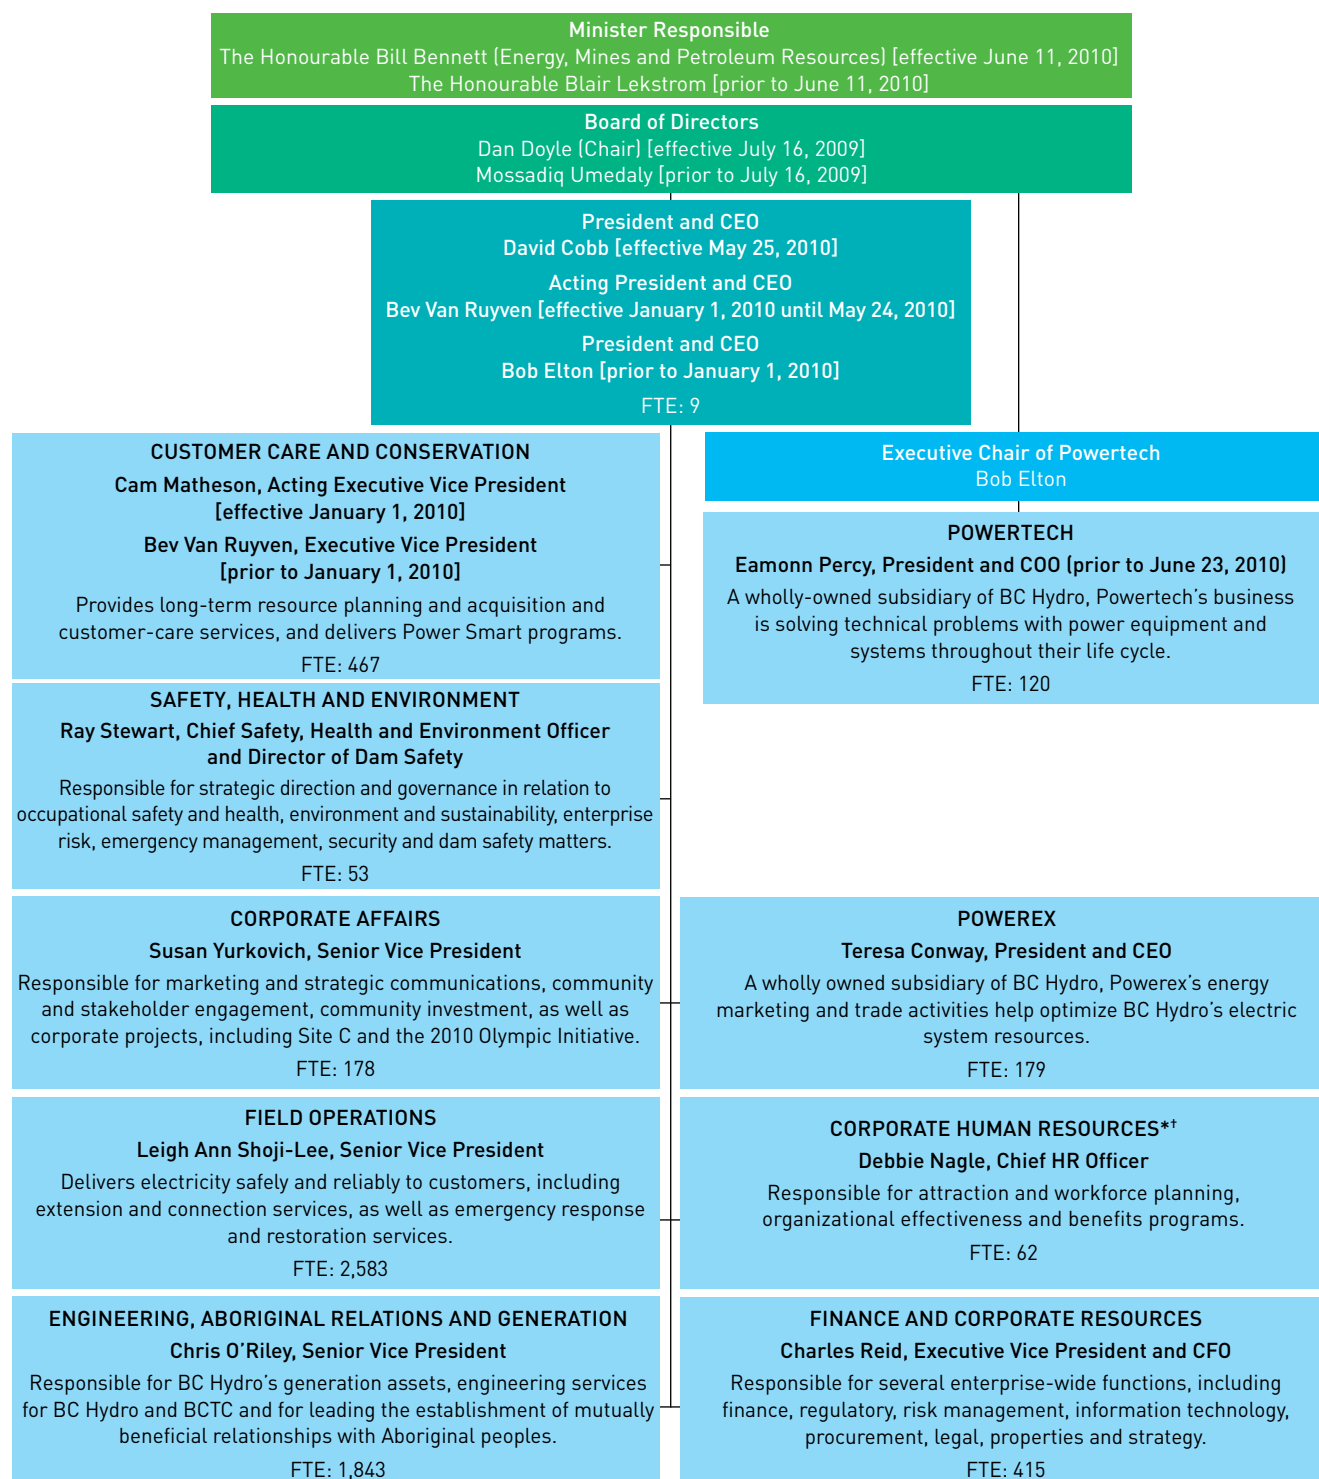 Minister Responsible
The Honourable Bill Bennett (Energy, Mines and Petroleum Resources) [effective June 11, 2010]
The Honourable Blair Lekstrom [prior to June 11, 2010]
Board of Directors
Dan Doyle (Chair) [effective July 16, 2009]
Mossadiq Umedaly [prior to July 16, 2009]
President and CEO
David Cobb [effective May 25, 2010]
Acting President and CEO
Bev Van Ruyven [effective January 1, 2010 until May 24, 2010]
President and CEO
Bob Elton [prior to January 1, 2010]
FTE: 9
CUSTOMER CARE AND CONSERVATION
Cam Matheson, Acting Executive Vice President
[effective January 1, 2010]
Bev Van Ruyven, Executive Vice President
[prior to January 1, 2010]
Provides long-term resource planning and acquisition and
customer-care services, and delivers Power Smart programs.
FTE: 467
Executive Chair of Powertech
Bob Elton
POWERTECH
Eamonn Percy, President and COO (prior to June 23, 2010)
A wholly-owned subsidiary of BC Hydro, Powertech's business
is solving technical problems with power equipment and
systems throughout their life cycle.
FTE: 120
SAFETY, HEALTH AND ENVIRONMENT
Ray Stewart, Chief Safety, Health and Environment Officer
and Director of Dam Safety
Responsible for strategic direction and governance in relation to
occupational safety and health, environment and sustainability, enterprise
risk, emergency management, security and dam safety matters.
FTE: 53
CORPORATE AFFAIRS
Susan Yurkovich, Senior Vice President
Responsible for marketing and strategic communications, community
and stakeholder engagement, community investment, as well as
corporate projects, including Site C and the 2010 Olympic Initiative.
FTE: 178
POWEREX
Teresa Conway, President and CEO
A wholly owned subsidiary of BC Hydro, Powerex's energy
marketing and trade activities help optimize BC Hydro's electric
system resources.
FTE: 179
FIELD OPERATIONS
Leigh Ann Shoji-Lee, Senior Vice President
Delivers electricity safely and reliably to customers, including
extension and connection services, as well as emergency response
and restoration services.
FTE: 2,583
CORPORATE HUMAN RESOURCES*†
Debbie Nagle, Chief HR Officer
Responsible for attraction and workforce planning,
organizational effectiveness and benefits programs.
FTE: 62
ENGINEERING, ABORIGINAL RELATIONS AND GENERATION
Chris O'Riley, Senior Vice President
Responsible for BC Hydro's generation assets, engineering services
for BC Hydro and BCTC and for leading the establishment of mutually
beneficial relationships with Aboriginal peoples.
FTE: 1,843
FINANCE AND CORPORATE RESOURCES
Charles Reid, Executive Vice President and CFO
Responsible for several enterprise-wide functions, including
finance, regulatory, risk management, information technology,
procurement, legal, properties and strategy.
FTE: 415